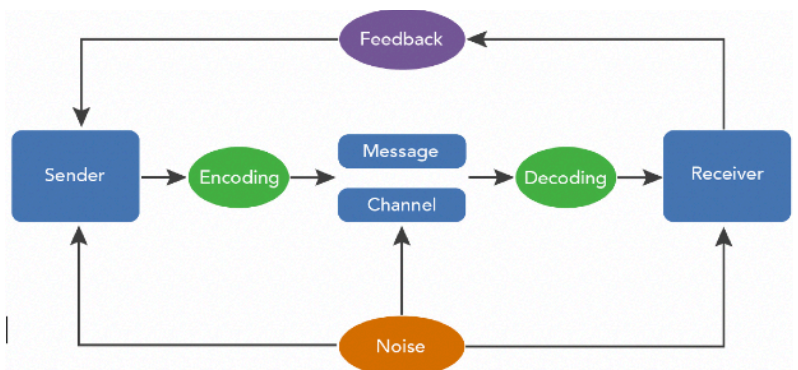 Feedback
Sender
Encoding
Message
Channel
Decoding
Receiver
Noise